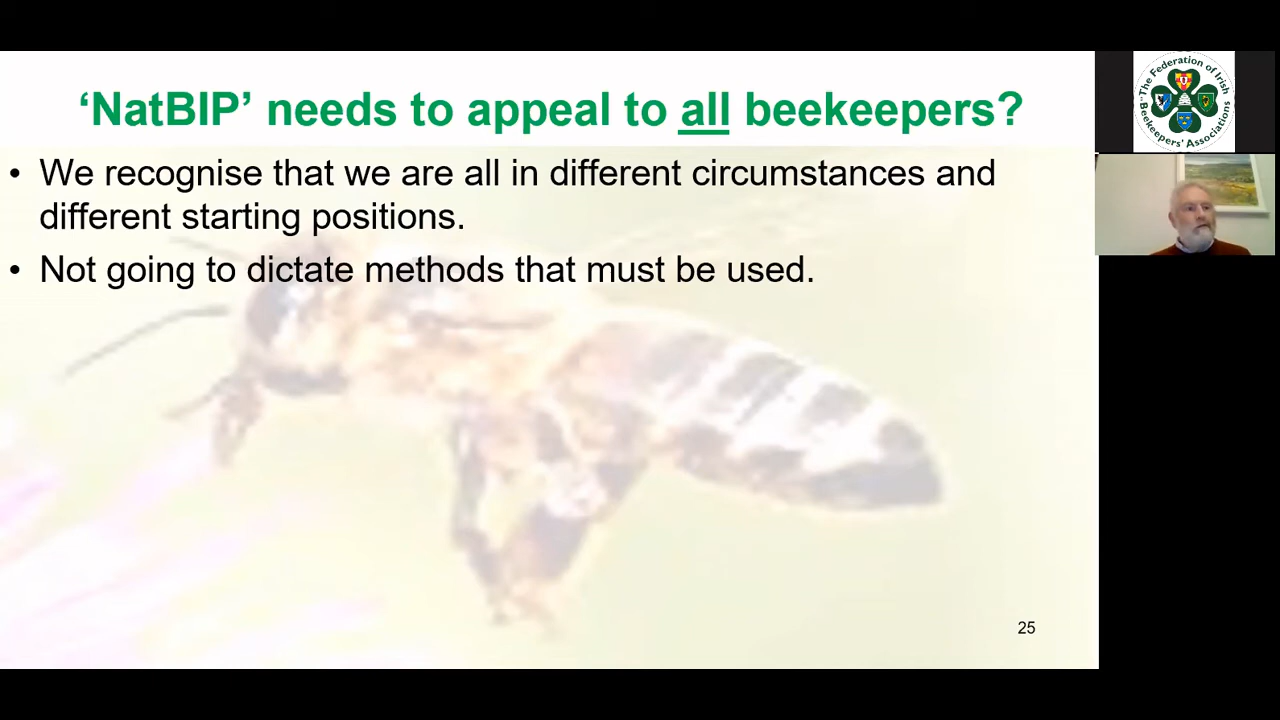 ‘NatBIP’ needs to appeal to all beekeepers?
• We recognise that we are all in different circumstances and
different starting positions.
• Not going to dictate methods that must be used.
25
"The Federation of Irish
Beekeepers' Associations"